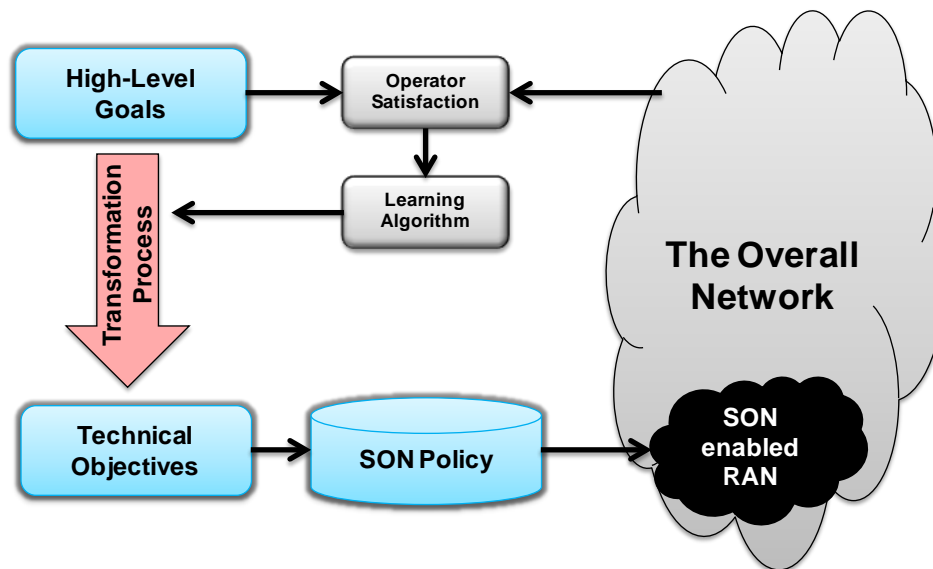 High-Level
Goals
Operator
Satisfaction
Learning
Algorithm
Transformation
Process
The Overall
Network
Technical
Objectives
SON Policy
SON
enabled
RAN